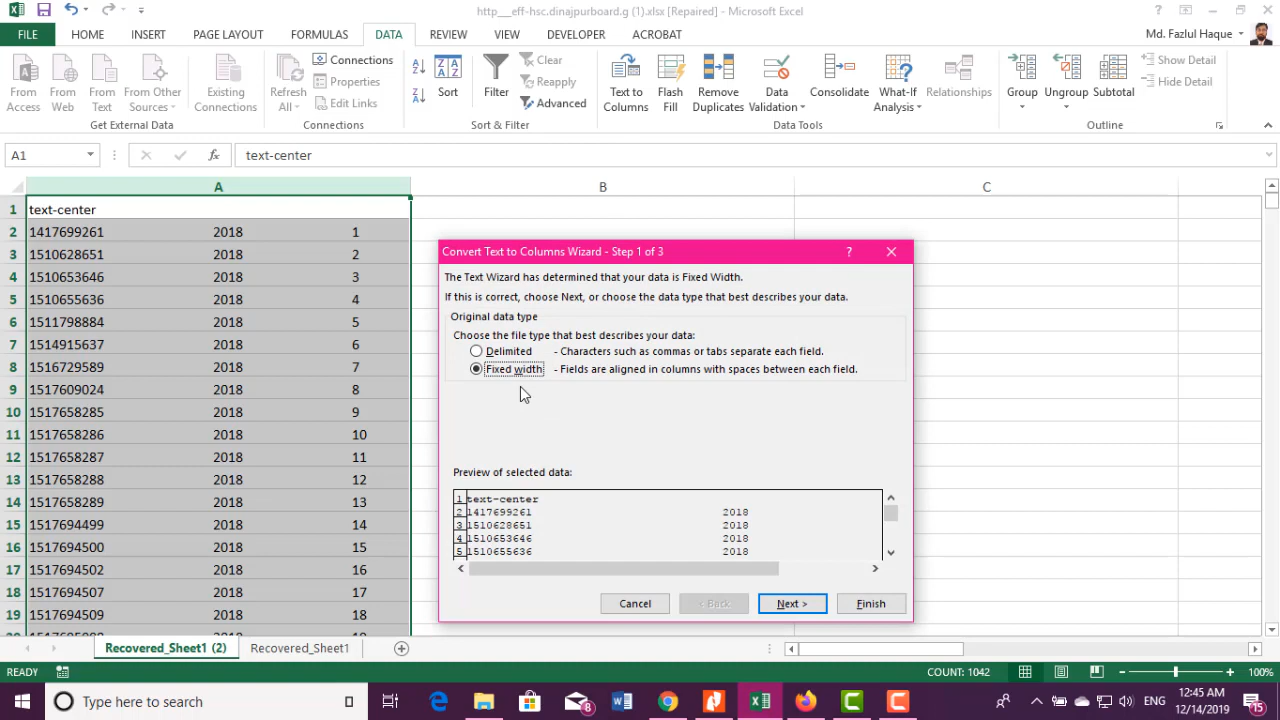 http___eff-hsc.dinajpurboard.g (1).xlsx [Repaired] - Microsoft Excel
FILE HOME INSERT PAGE LAYOUT FORMULAS DATA REVIEW VIEW DEVELOPER ACROBAT Md. Fazlul Haque
From Access
From Web
From Text
From Other Sources
Existing Connections
Get External Data
Refresh All
Connections
Properties
Edit Links
Connections
Sort
Filter
Clear
Reapply
Advanced
Sort & Filter
Text to Columns
Flash Fill
Remove Duplicates
Data Validation
Consolidate
What-If Analysis
Relationships
Data Tools
Group
Ungroup
Subtotal
Show Detail
Hide Detail
Outline
A1 fx text-center
A B C
1 text-center
2 1417699261 2018 1
3 1510628651 2018 2
4 1510653646 2018 3
5 1510655636 2018 4
6 1511798884 2018 5
7 1514915637 2018 6
8 1516729589 2018 7
9 1517609024 2018 8
10 1517658285 2018 9
11 1517658286 2018 10
12 1517658287 2018 11
13 1517658288 2018 12
14 1517658289 2018 13
15 1517694499 2018 14
16 1517694500 2018 15
17 1517694502 2018 16
18 1517694507 2018 17
19 1517694509 2018 18
Convert Text to Columns Wizard - Step 1 of 3 ?
The Text Wizard has determined that your data is Fixed Width.
If this is correct, choose Next, or choose the data type that best describes your data.
Original data type
Choose the file type that best describes your data:
Delimited - Characters such as commas or tabs separate each field.
Fixed width - Fields are aligned in columns with spaces between each field.
Preview of selected data:
1 text-center
2 1417699261 2018
3 1510628651 2018
4 1510653646 2018
5 1510655636 2018
Cancel < Back Next > Finish
Recovered_Sheet1 (2) Recovered_Sheet1
READY COUNT: 1042 100%
Type here to search 8 ENG 12:45 AM 15
12/14/2019